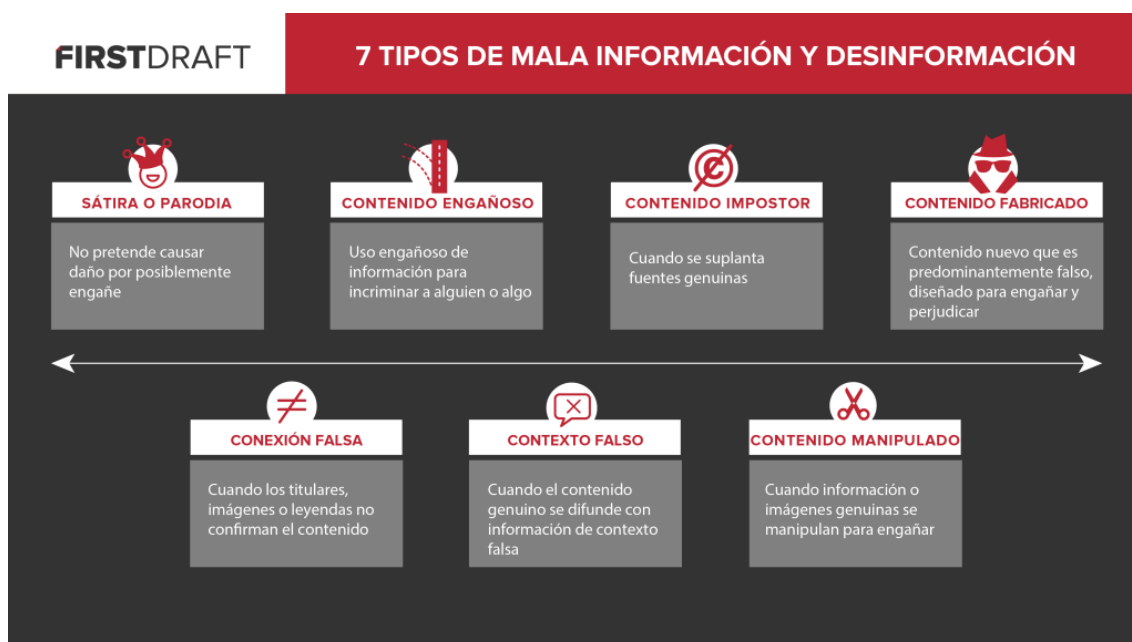 FIRSTDRAFT
7 TIPOS DE MALA INFORMACIÓN Y DESINFORMACIÓN
SÁTIRA O PARODIA
No pretende causar
daño por posiblemente
engañe
CONTENIDO ENGAÑOSO
Uso engañoso de
información para
incriminar a alguien o algo
CONTENIDO IMPOSTOR
Cuando se suplanta
fuentes genuinas
CONTENIDO FABRICADO
Contenido nuevo que es
predominantemente falso,
diseñado para engañar y
perjudicar
CONEXIÓN FALSA
Cuando los titulares,
imágenes o leyendas no
confirman el contenido
CONTEXTO FALSO
Cuando el contenido
genuino se difunde con
información de contexto
falsa
CONTENIDO MANIPULADO
Cuando información o
imágenes genuinas se
manipulan para engañar